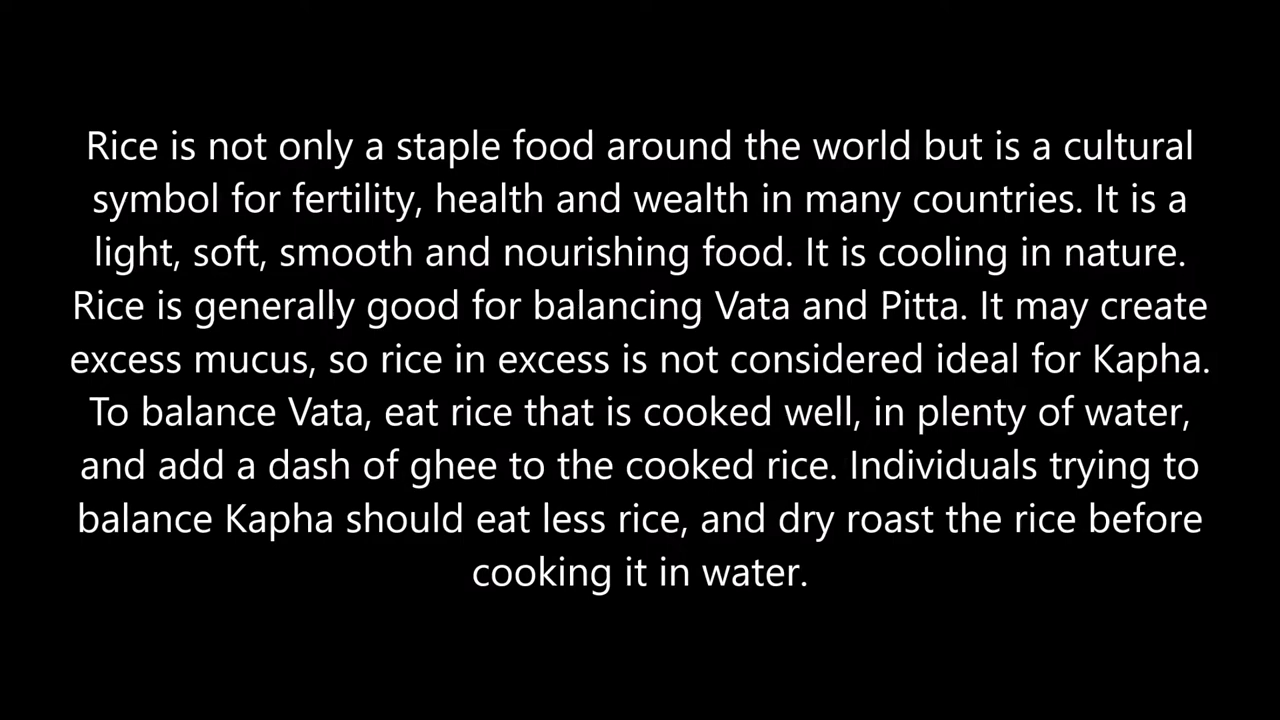 Rice is not only a staple food around the world but is a cultural
symbol for fertility, health and wealth in many countries. It is a
light, soft, smooth and nourishing food. It is cooling in nature.
Rice is generally good for balancing Vata and Pitta. It may create
excess mucus, so rice in excess is not considered ideal for Kapha.
To balance Vata, eat rice that is cooked well, in plenty of water,
and add a dash of ghee to the cooked rice. Individuals trying to
balance Kapha should eat less rice, and dry roast the rice before
cooking it in water.